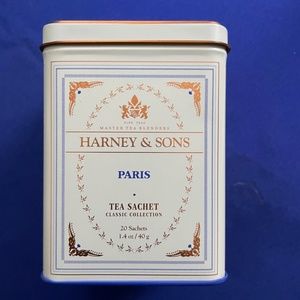 MASTER TEA BLENDERS
HARNEY & SONS
PARIS
TEA SACHET
CLASSIC COLLECTION
20 Sachets
1.4 oz/40 g